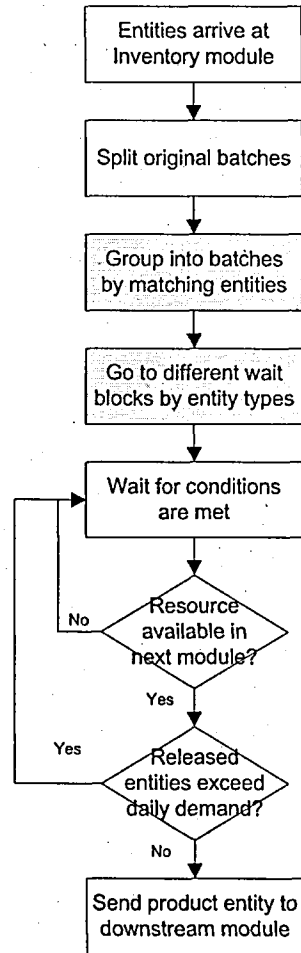 Entities arrive at
Inventory module
Split original batches
Group into batches
by matching entities
Go to different wait
blocks by entity types
Wait for conditions
are met
No
Resource
available in
next module?
Yes
Yes
Released
entities exceed
daily demand?
No
Send product entity to
downstream module